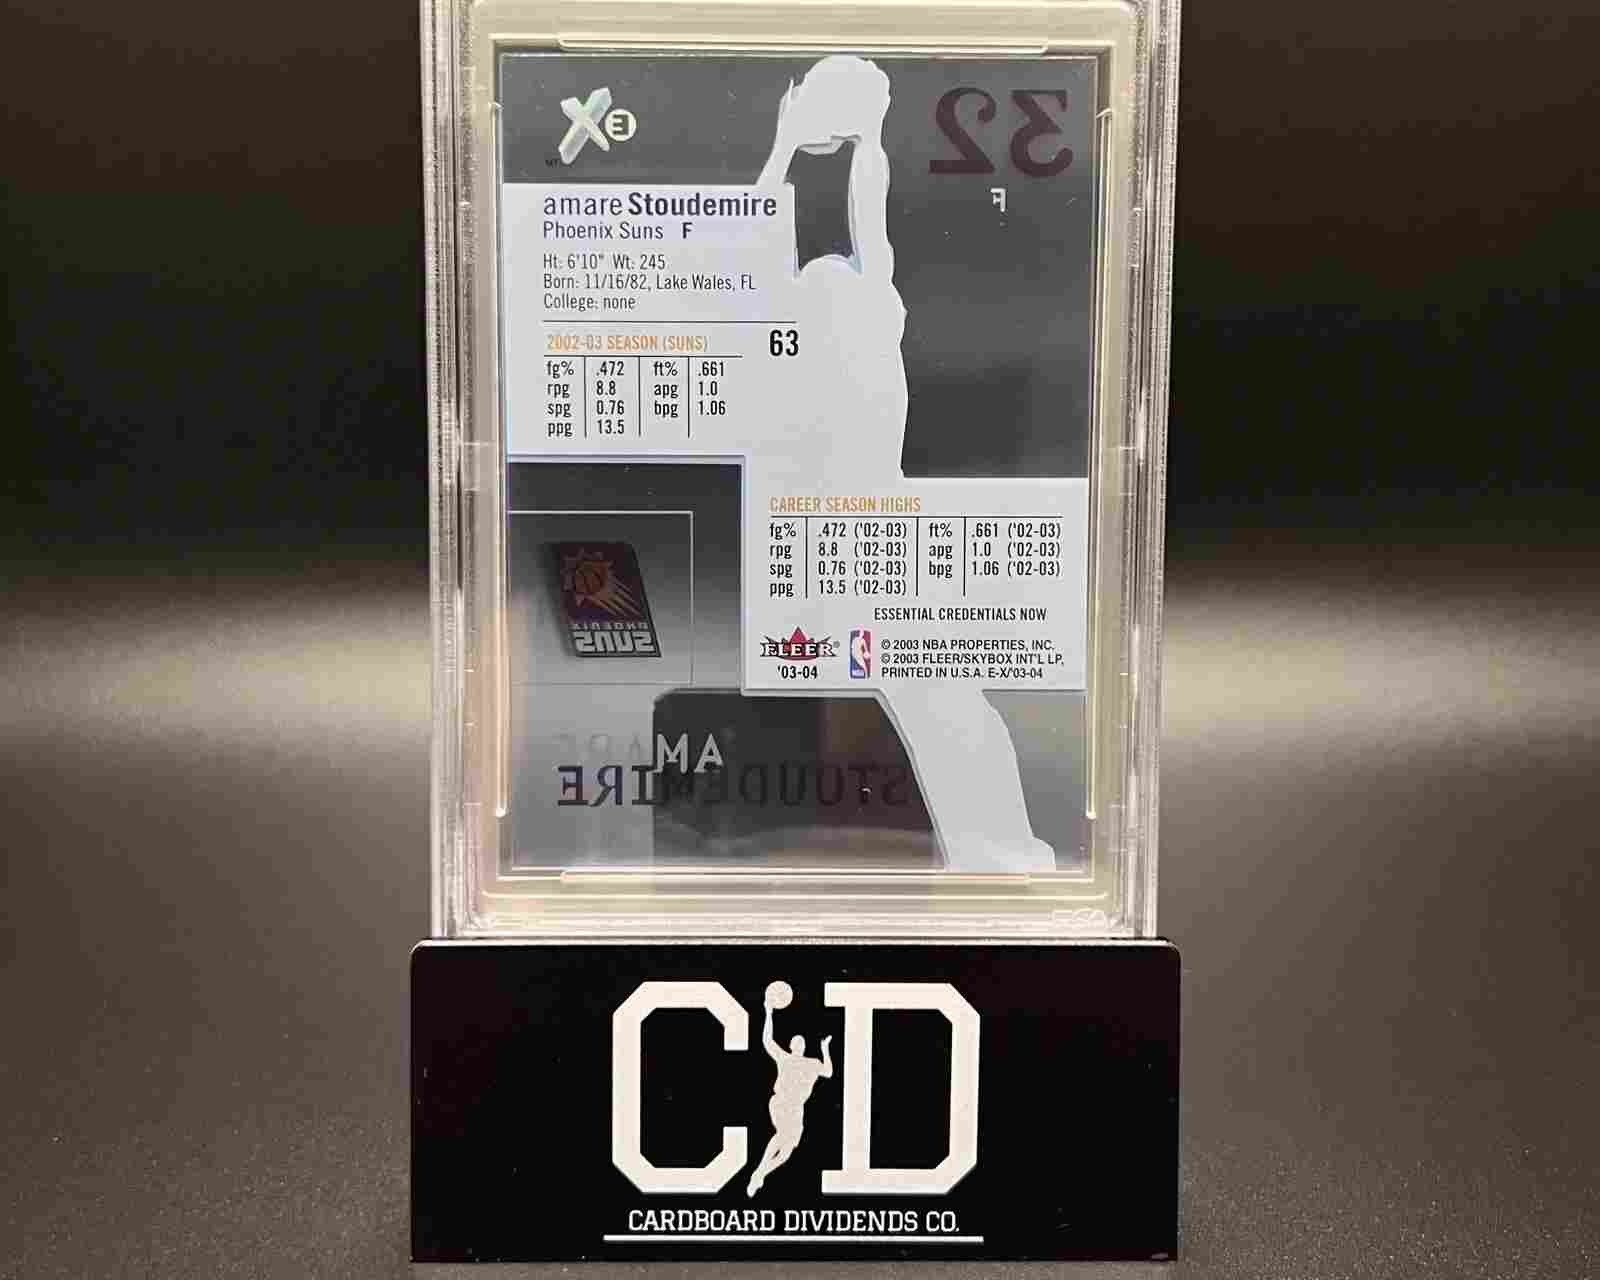 X E
TM
32
F
amare Stoudemire
Phoenix Suns F
Ht: 6'10" Wt: 245
Born: 11/16/82, Lake Wales, FL
College: none
63
2002-03 SEASON (SUNS)
fg% .472 ft% .661
rpg 8.8 apg 1.0
spg 0.76 bpg 1.06
ppg 13.5
CAREER SEASON HIGHS
fg% .472 ('02-03) ft% .661 ('02-03)
rpg 8.8 ('02-03) apg 1.0 ('02-03)
spg 0.76 ('02-03) bpg 1.06 ('02-03)
ppg 13.5 ('02-03)
ESSENTIAL CREDENTIALS NOW
FLEER®
'03-04
© 2003 NBA PROPERTIES, INC.
© 2003 FLEER/SKYBOX INT'L LP,
PRINTED IN U.S.A. E-X/'03-04
PHOENIX
SUNS
AMARE
STOUDEMIRE
CD
CARDBOARD DIVIDENDS CO.